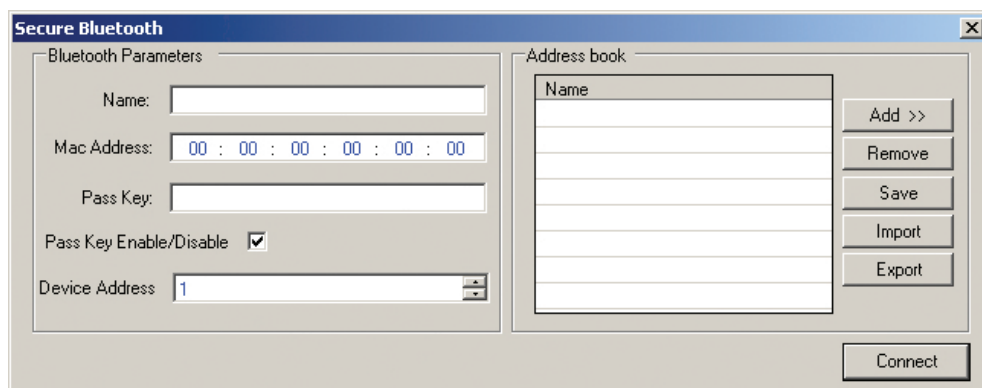 Secure Bluetooth
Bluetooth Parameters
Name:
Mac Address: 00 : 00 : 00 : 00 : 00 : 00
Pass Key:
Pass Key Enable/Disable
Device Address 1
Address book
Name
Add >>
Remove
Save
Import
Export
Connect